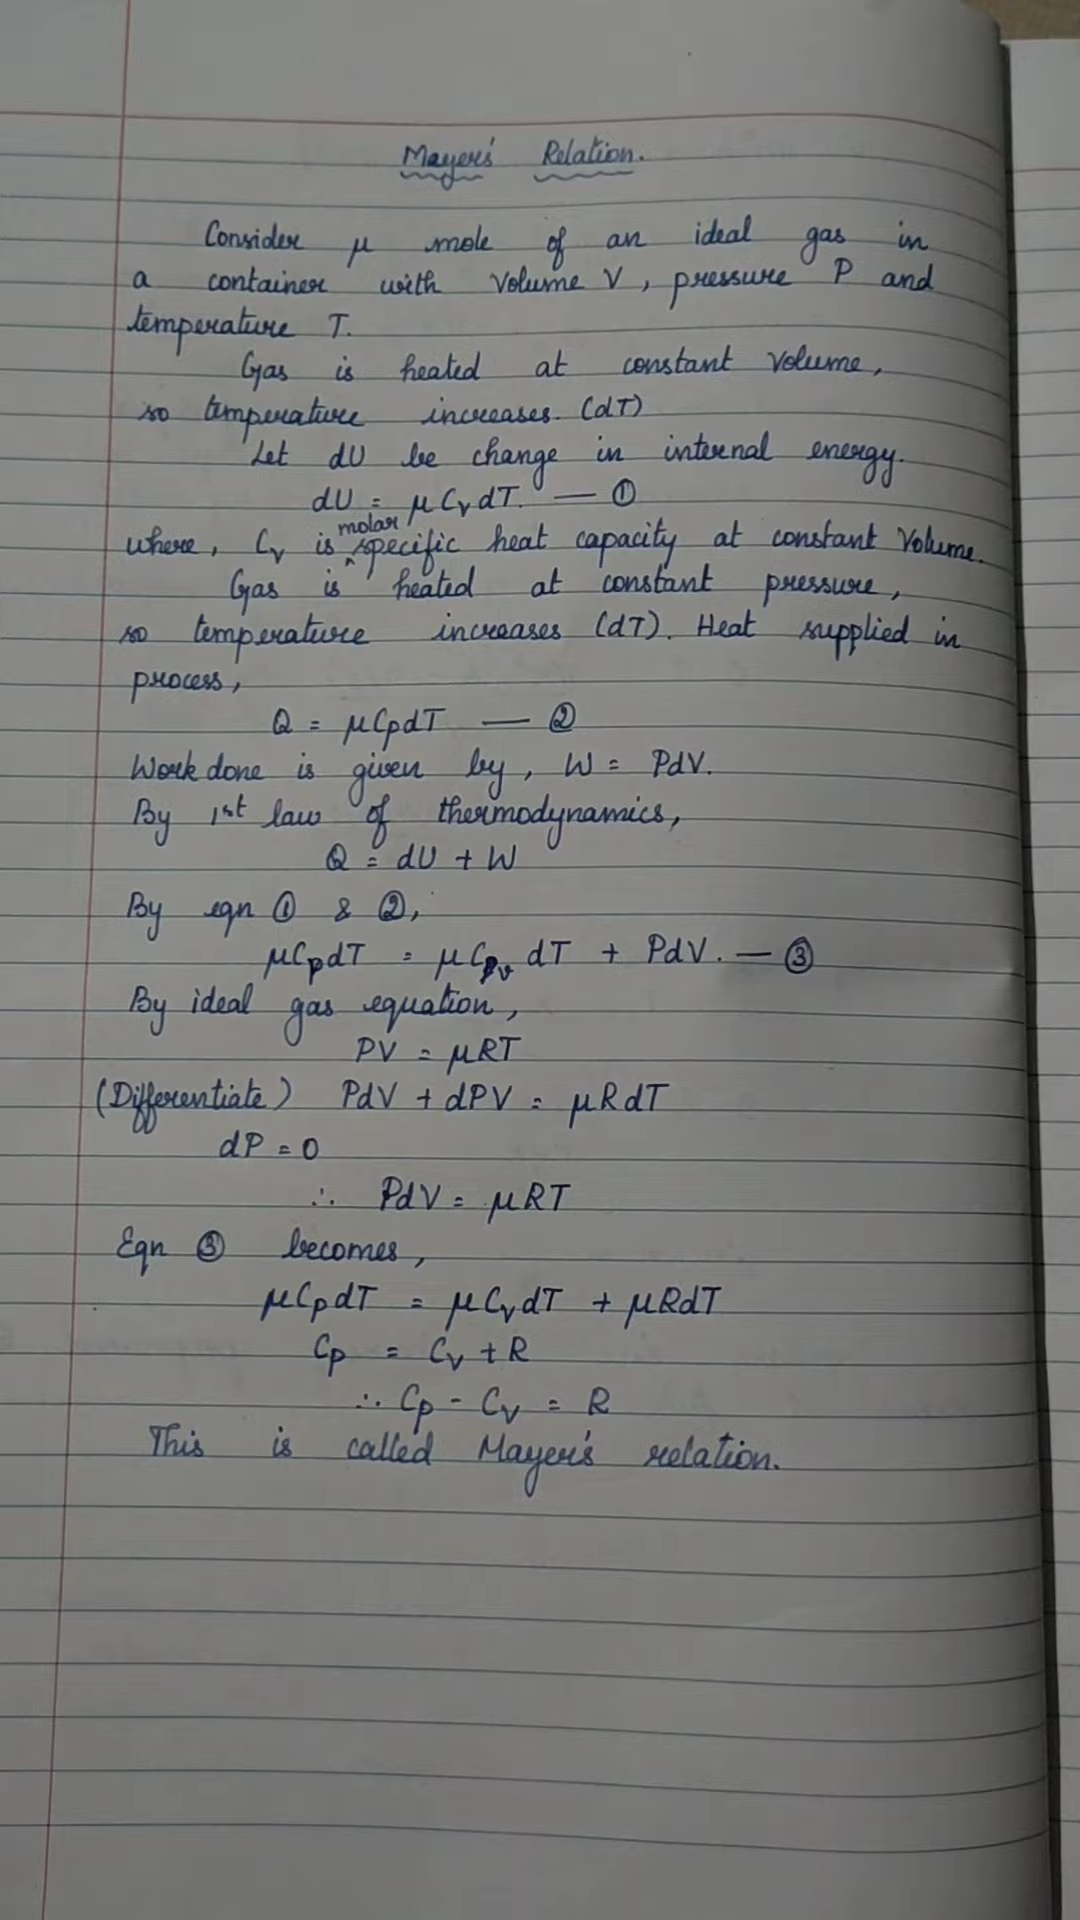 Mayer's Relation.
Consider μ mole of an ideal gas in
a container with Volume V, pressure P and
temperature T.
Gas is heated at constant Volume,
so temperature increases. (dT)
Let dU be change in internal energy.
dU = μCᵥdT. — ①
molar
where, Cᵥ is ^ specific heat capacity at constant Volume.
Gas is heated at constant pressure,
so temperature increases (dT). Heat supplied in
process,
Q = μCpdT — ②
Work done is given by, W = PdV.
By 1st law of thermodynamics,
Q = dU + W
By eqn ① & ②,
μCpdT = μCᵥ dT + PdV. — ③
By ideal gas equation,
PV = μRT
(Differentiate) PdV + dPV = μRdT
dP = 0
∴ PdV = μRT
Eqn ③ becomes,
μCpdT = μCᵥdT + μRdT
Cp = Cᵥ + R
∴ Cp - Cᵥ = R
This is called Mayer's relation.